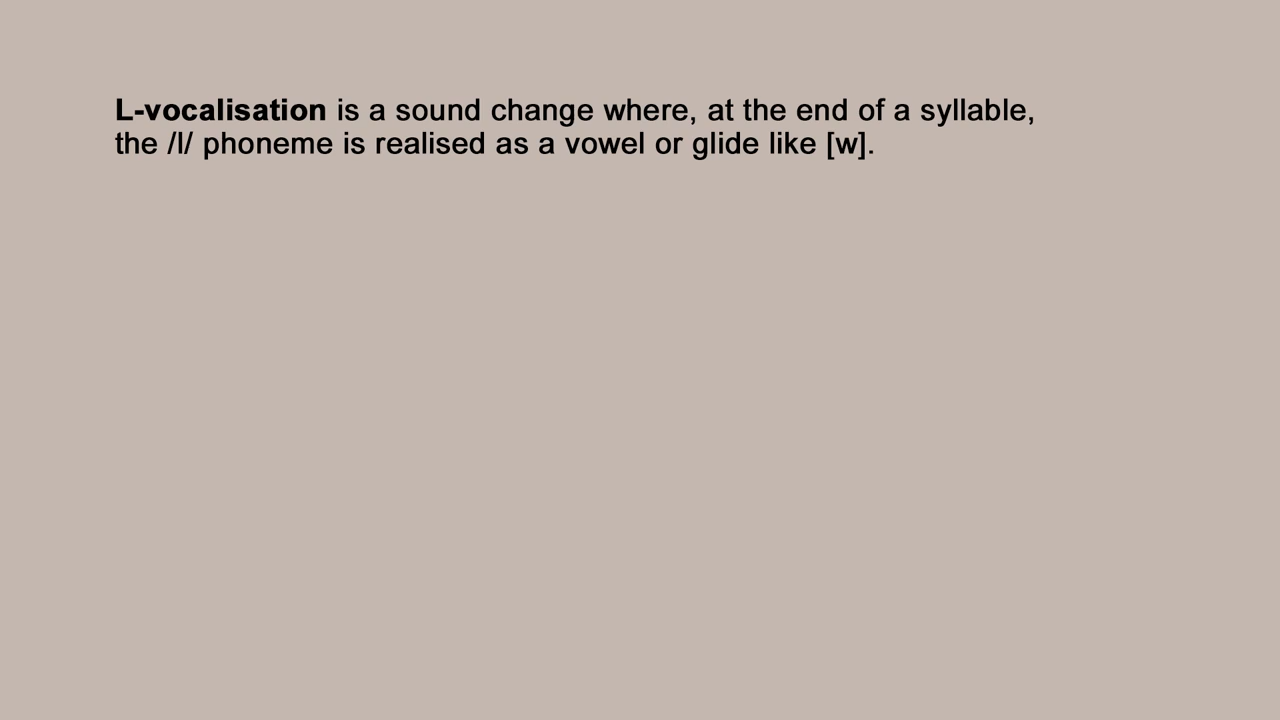 L-vocalisation is a sound change where, at the end of a syllable,
the /l/ phoneme is realised as a vowel or glide like [w].